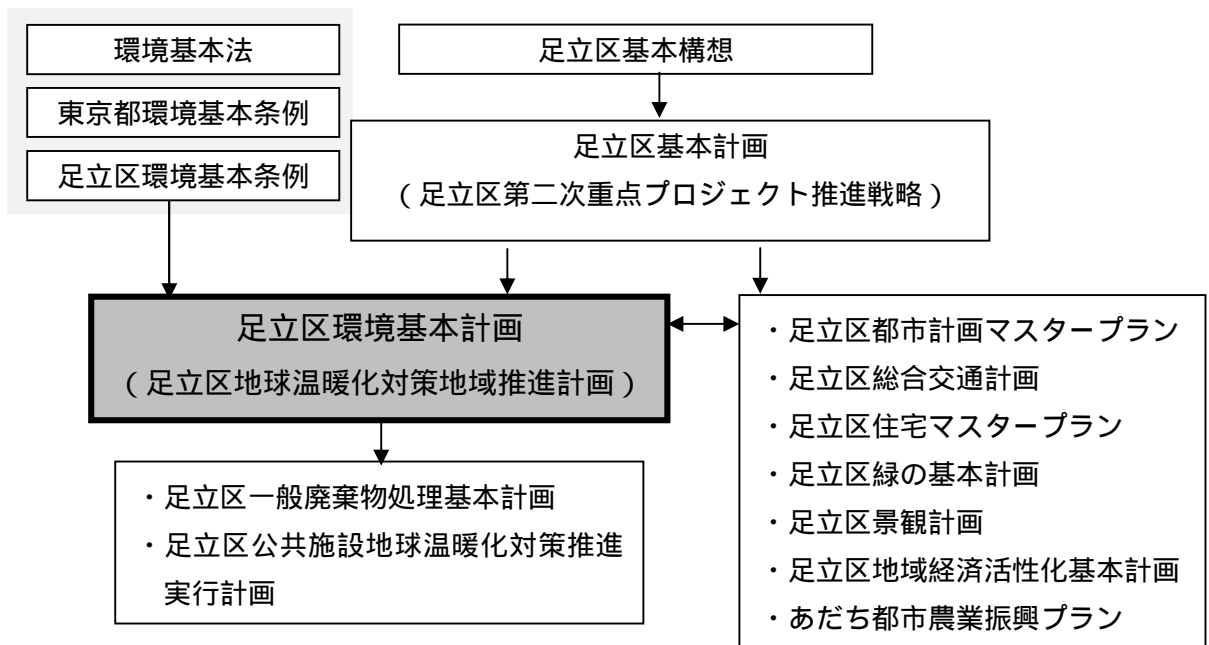 環境基本法
東京都環境基本条例
足立区環境基本条例
足立区基本構想
足立区基本計画
（足立区第二次重点プロジェクト推進戦略）
足立区環境基本計画
（足立区地球温暖化対策地域推進計画）
・足立区都市計画マスタープラン
・足立区総合交通計画
・足立区住宅マスタープラン
・足立区緑の基本計画
・足立区景観計画
・足立区地域経済活性化基本計画
・あだち都市農業振興プラン
・足立区一般廃棄物処理基本計画
・足立区公共施設地球温暖化対策推進
実行計画